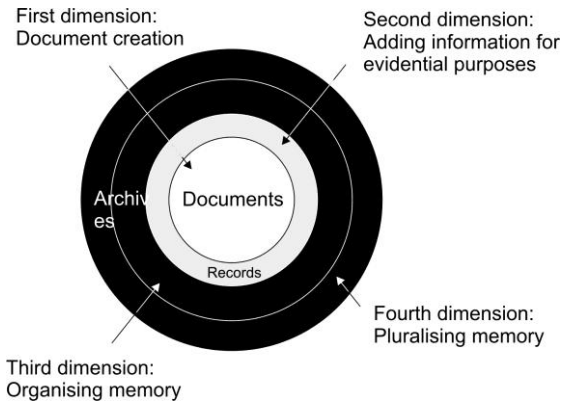 First dimension:
Document creation
Second dimension:
Adding information for
evidential purposes
Archiv
es
Documents
Records
Fourth dimension:
Pluralising memory
Third dimension:
Organising memory